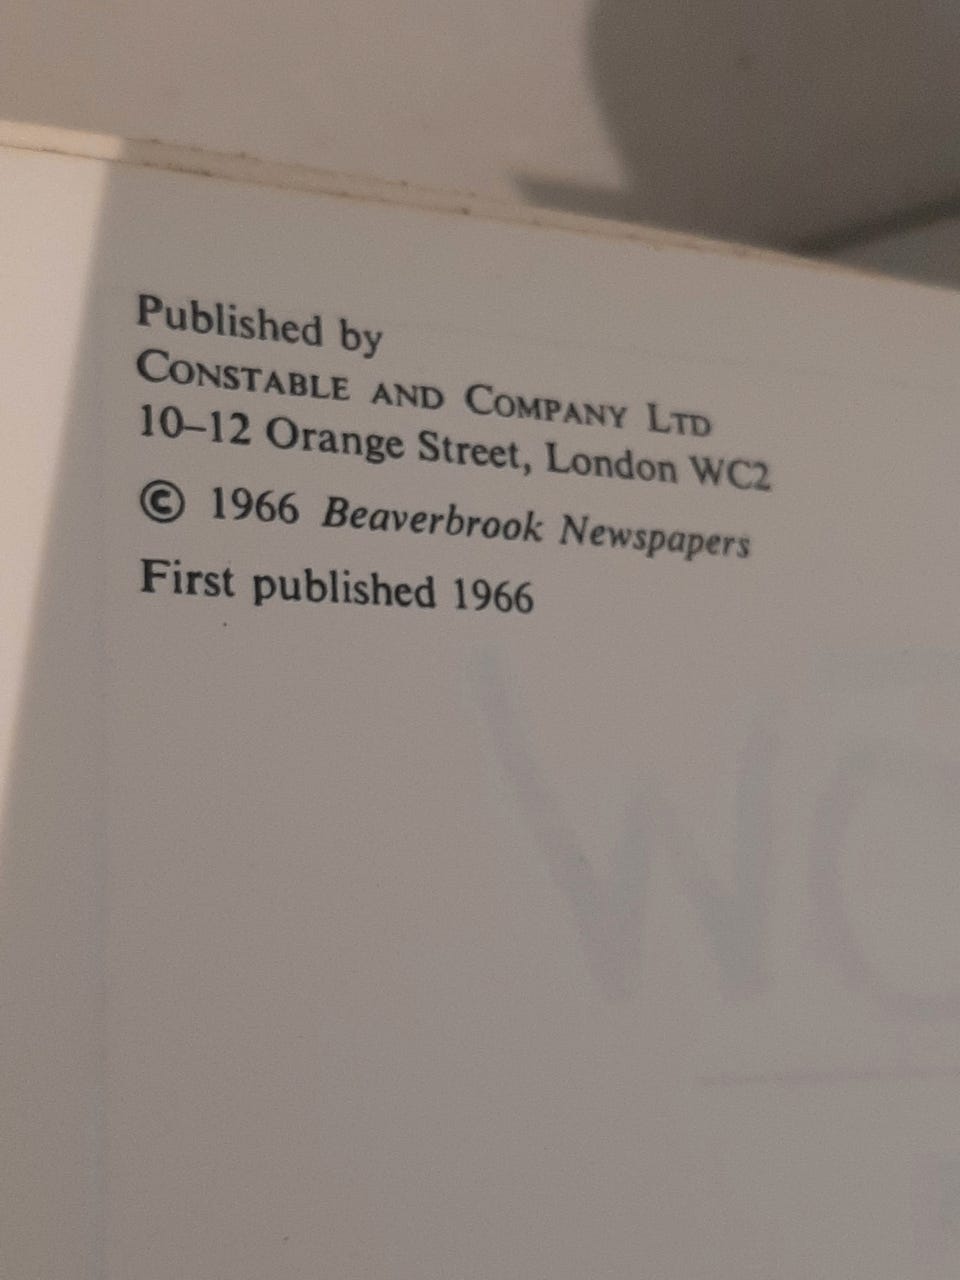 Published by
CONSTABLE AND COMPANY LTD
10–12 Orange Street, London WC2
© 1966 Beaverbrook Newspapers
First published 1966